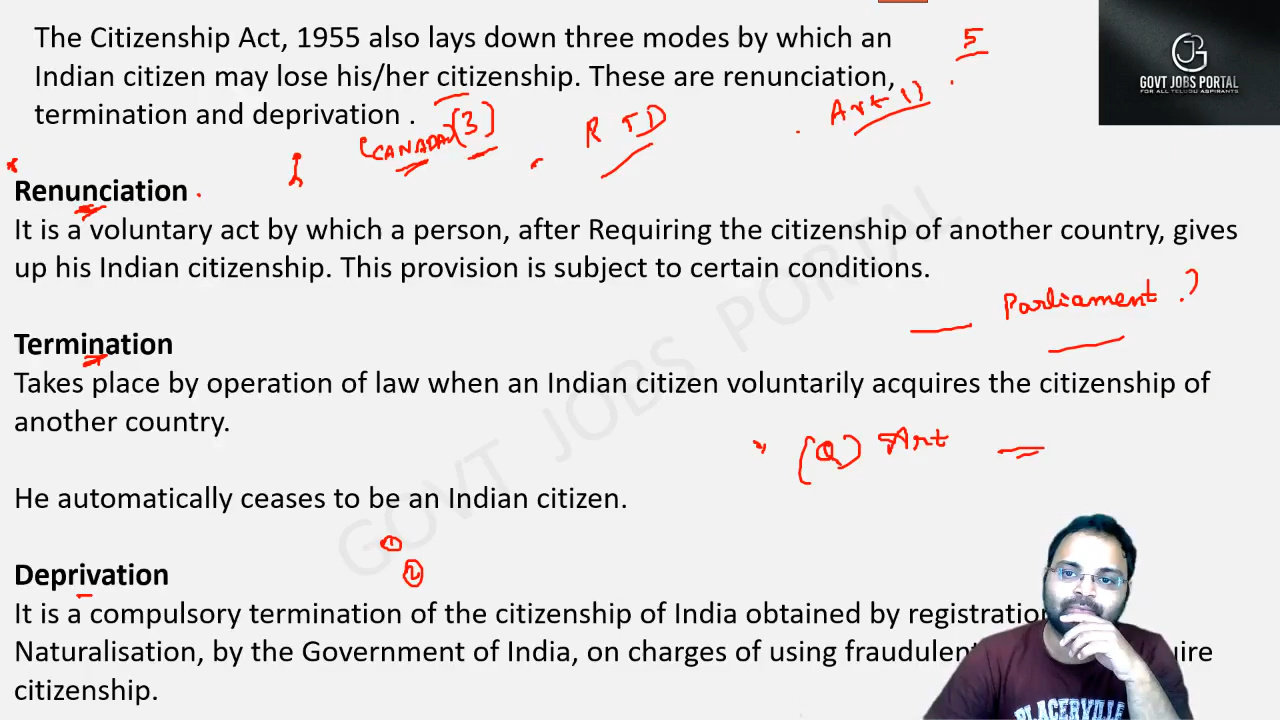 The Citizenship Act, 1955 also lays down three modes by which an
Indian citizen may lose his/her citizenship. These are renunciation,
termination and deprivation .
5
Art 11
GOVT JOBS PORTAL
FOR ALL TELUGU ASPIRANTS
CANADA (3)
R T D
Renunciation
It is a voluntary act by which a person, after Requiring the citizenship of another country, gives
up his Indian citizenship. This provision is subject to certain conditions.
Parliament ?
Termination
Takes place by operation of law when an Indian citizen voluntarily acquires the citizenship of
another country.
(Q) Art
He automatically ceases to be an Indian citizen.
1
2
Deprivation
It is a compulsory termination of the citizenship of India obtained by registration
Naturalisation, by the Government of India, on charges of using fraudulent
citizenship.
GOVT JOBS PORTAL
PLACERVILLE